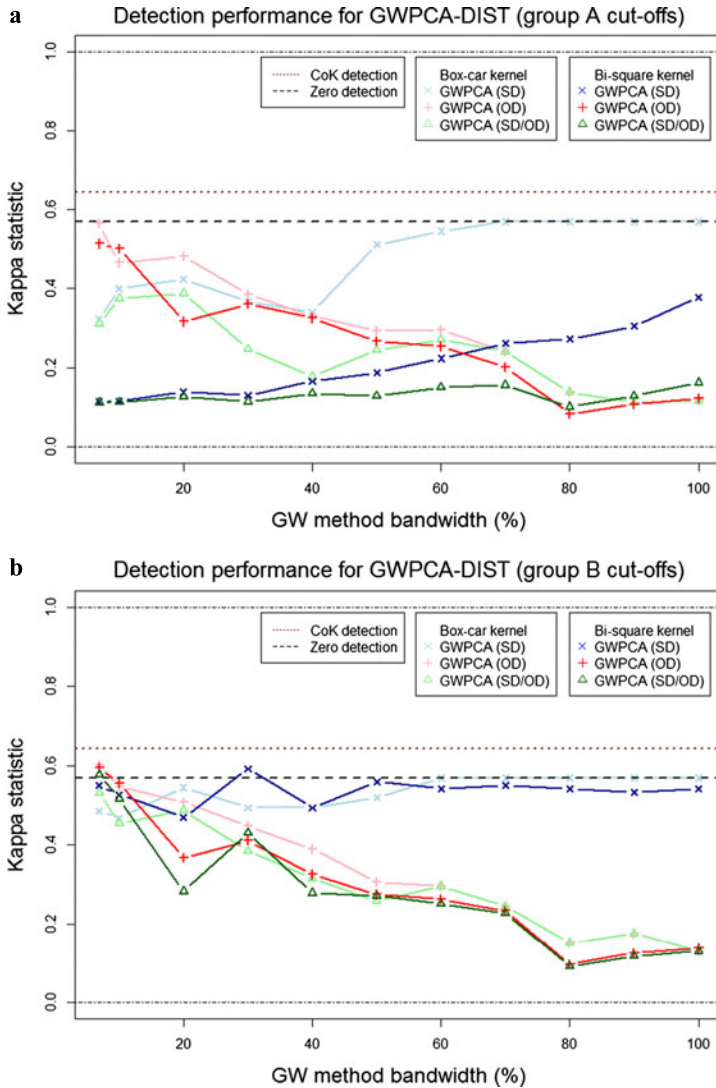 a
Detection performance for GWPCA-DIST (group A cut-offs)
CoK detection
Zero detection
Box-car kernel
GWPCA (SD)
GWPCA (OD)
GWPCA (SD/OD)
Bi-square kernel
GWPCA (SD)
GWPCA (OD)
GWPCA (SD/OD)
Kappa statistic
1.0
0.8
0.6
0.4
0.2
0.0
20 40 60 80 100
GW method bandwidth (%)
b
Detection performance for GWPCA-DIST (group B cut-offs)
CoK detection
Zero detection
Box-car kernel
GWPCA (SD)
GWPCA (OD)
GWPCA (SD/OD)
Bi-square kernel
GWPCA (SD)
GWPCA (OD)
GWPCA (SD/OD)
Kappa statistic
1.0
0.8
0.6
0.4
0.2
0.0
20 40 60 80 100
GW method bandwidth (%)